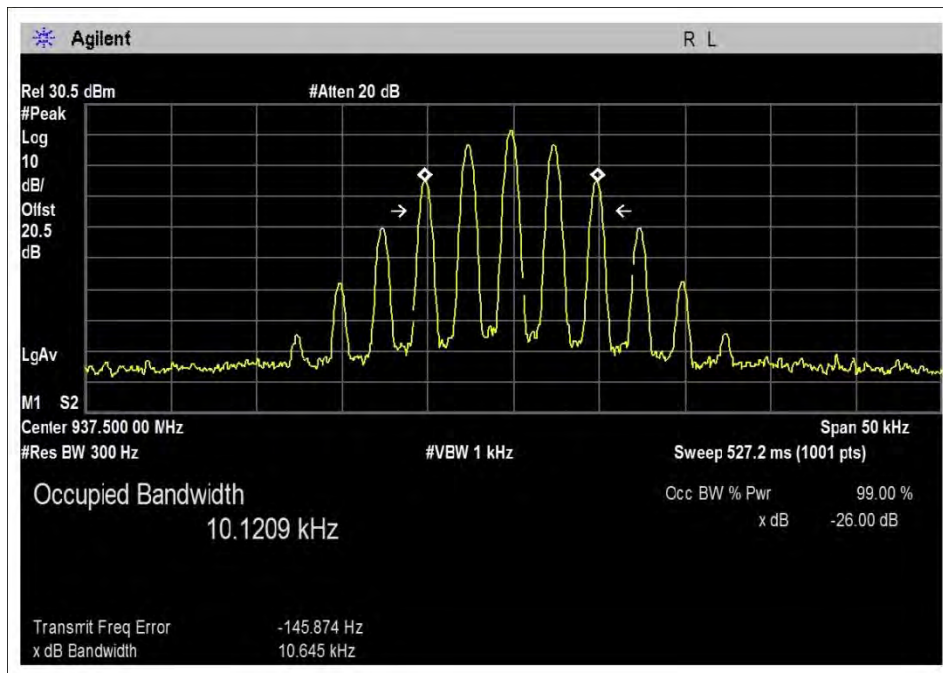 Agilent
R L
Ref 30.5 dBm #Atten 20 dB
#Peak
Log
10
dB/
Offst
20.5
dB
LgAv
M1 S2
Center 937.500 00 MHz Span 50 kHz
#Res BW 300 Hz #VBW 1 kHz Sweep 527.2 ms (1001 pts)
Occupied Bandwidth
10.1209 kHz
Occ BW % Pwr 99.00 %
x dB -26.00 dB
Transmit Freq Error -145.874 Hz
x dB Bandwidth 10.645 kHz